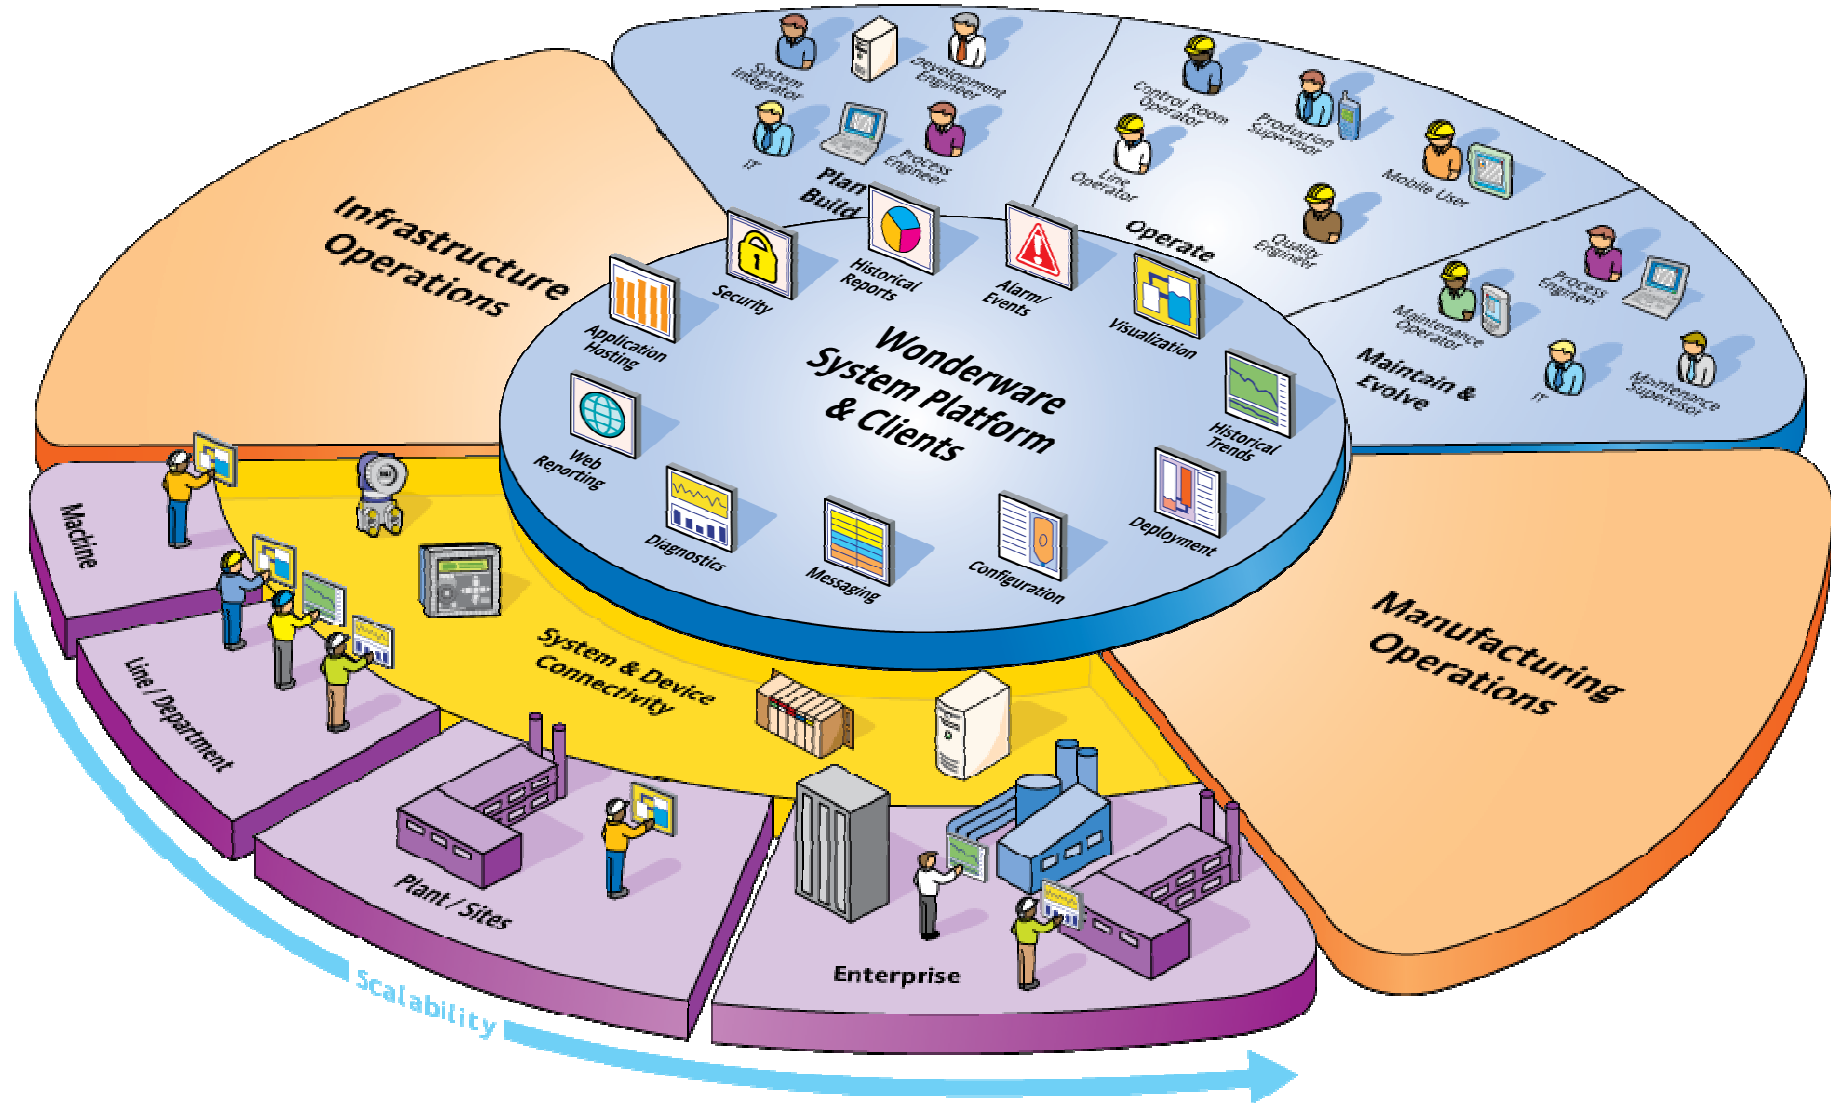 System
Integrator
Development
Engineer
IT
Process
Engineer
Plan
Build
Control Room
Operator
Production
Supervisor
Line
Operator
Mobile User
Quality
Engineer
Operate
Process
Engineer
Maintenance
Operator
IT
Maintenance
Supervisor
Maintain &
Evolve
Infrastructure
Operations
Application
Hosting
Security
1
Historical
Reports
Alarm/
Events
Visualization
Historical
Trends
Deployment
Configuration
Messaging
Diagnostics
Web
Reporting
Wonderware
System Platform
& Clients
System & Device
Connectivity
Manufacturing
Operations
Machine
Line / Department
Plant / Sites
Enterprise
Scalability